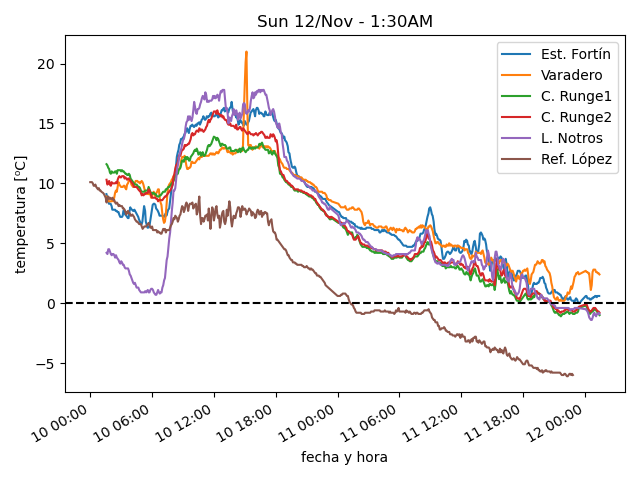 Sun 12/Nov - 1:30AM
Est. Fortín
Varadero
C. Runge1
C. Runge2
L. Notros
Ref. López
temperatura [ºC]
20
15
10
5
0
−5
10 00:00
10 06:00
10 12:00
10 18:00
11 00:00
11 06:00
11 12:00
11 18:00
12 00:00
fecha y hora